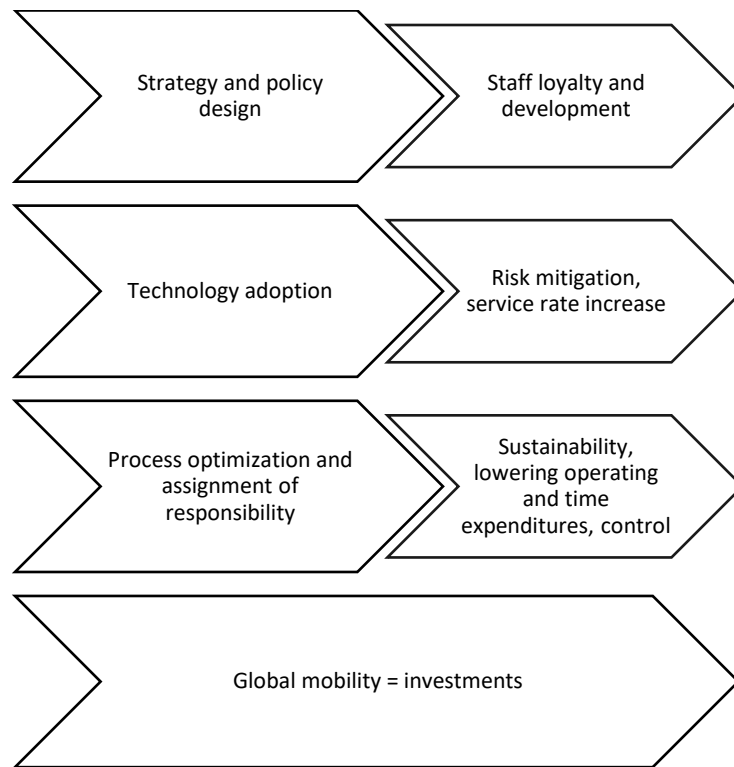 Strategy and policy
design
Staff loyalty and
development
Technology adoption
Risk mitigation,
service rate increase
Process optimization and
assignment of
responsibility
Sustainability,
lowering operating
and time
expenditures, control
Global mobility = investments